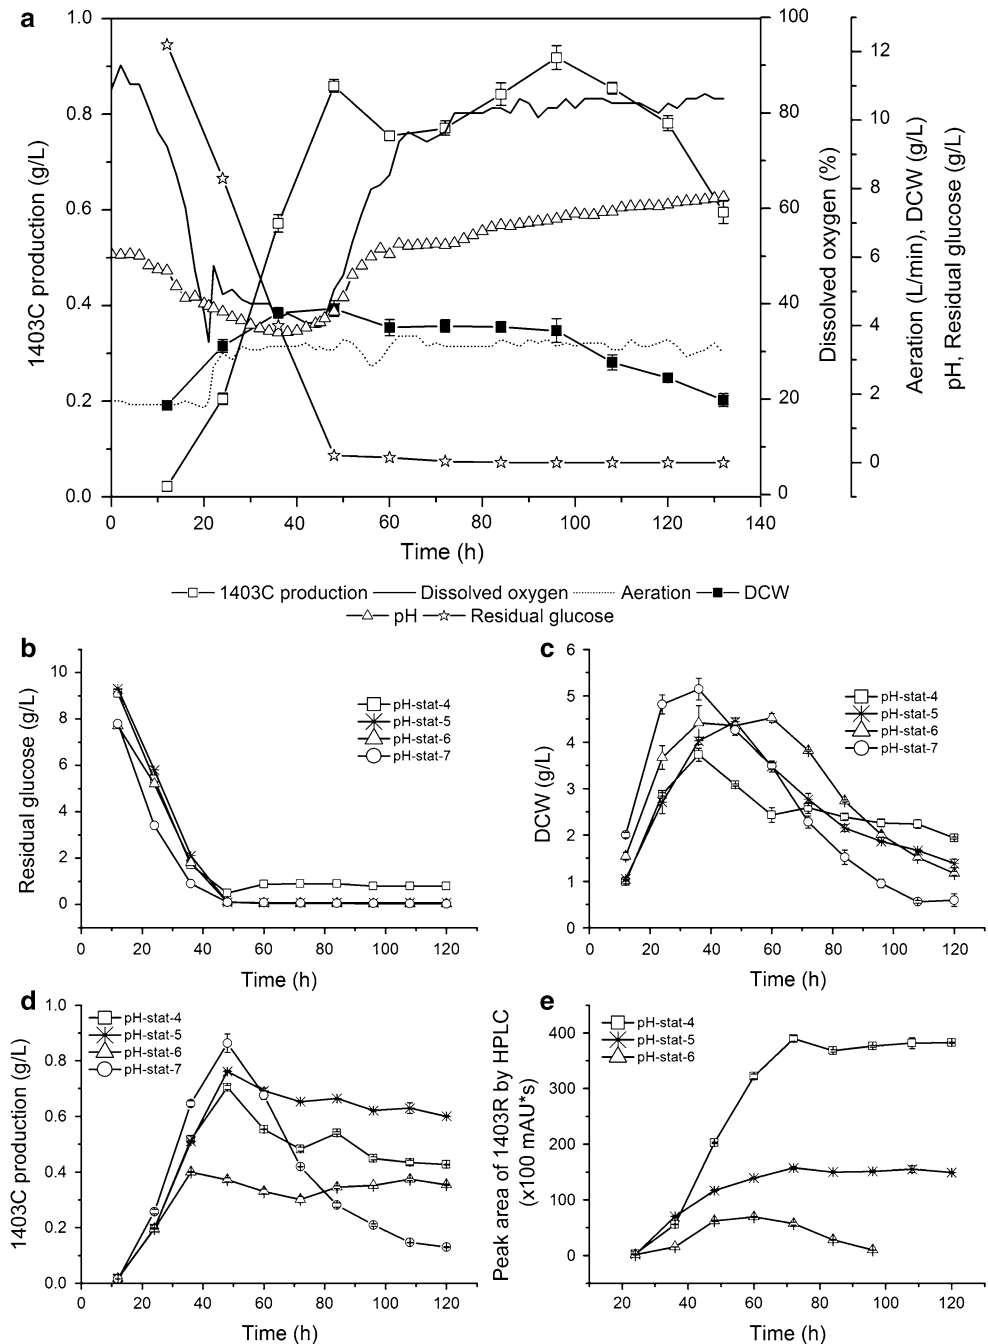 a
1403C production (g/L)
1.0
0.8
0.6
0.4
0.2
0.0
0 20 40 60 80 100 120 140
Time (h)
100
80
60
40
20
0
Dissolved oxygen (%)
12
10
8
6
4
2
0
Aeration (L/min), DCW (g/L)
pH, Residual glucose (g/L)
1403C production Dissolved oxygen Aeration DCW
pH Residual glucose
b
Residual glucose (g/L)
10
8
6
4
2
0
pH-stat-4
pH-stat-5
pH-stat-6
pH-stat-7
0 20 40 60 80 100 120
Time (h)
c
DCW (g/L)
6
5
4
3
2
1
0
pH-stat-4
pH-stat-5
pH-stat-6
pH-stat-7
0 20 40 60 80 100 120
Time (h)
d
1403C production (g/L)
1.0
0.8
0.6
0.4
0.2
0.0
pH-stat-4
pH-stat-5
pH-stat-6
pH-stat-7
0 20 40 60 80 100 120
Time (h)
e
Peak area of 1403R by HPLC
(x100 mAU*s)
400
300
200
100
0
pH-stat-4
pH-stat-5
pH-stat-6
20 40 60 80 100 120
Time (h)